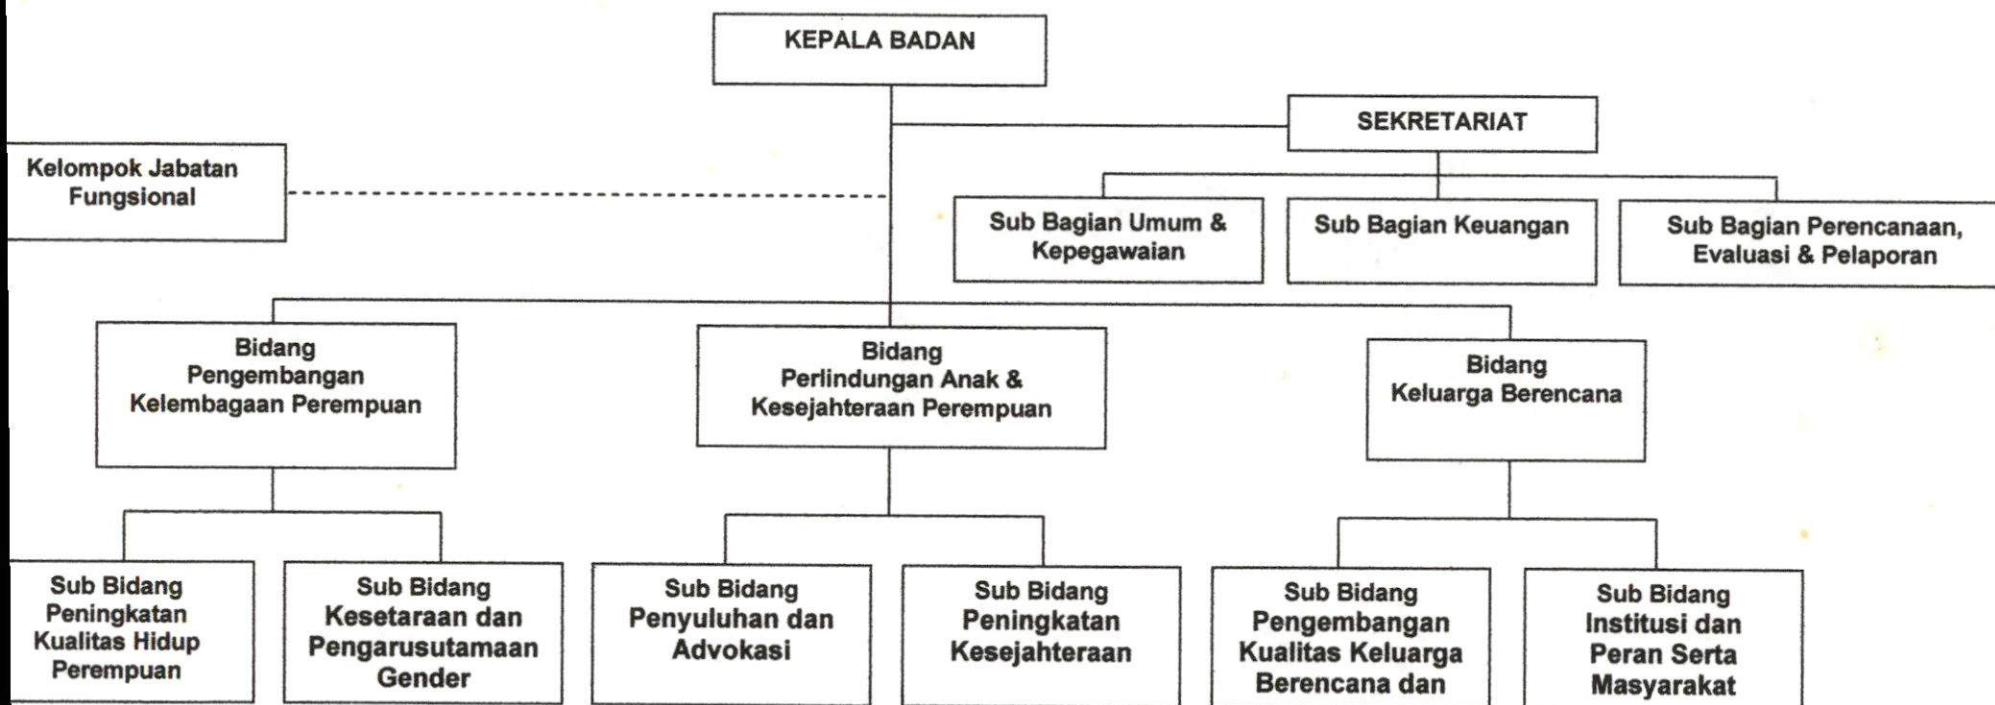 KEPALA BADAN
SEKRETARIAT
Kelompok Jabatan
Fungsional
Sub Bagian Umum &
Kepegawaian
Sub Bagian Keuangan
Sub Bagian Perencanaan,
Evaluasi & Pelaporan
Bidang
Pengembangan
Kelembagaan Perempuan
Bidang
Perlindungan Anak &
Kesejahteraan Perempuan
Bidang
Keluarga Berencana
Sub Bidang
Peningkatan
Kualitas Hidup
Perempuan
Sub Bidang
Kesetaraan dan
Pengarusutamaan
Gender
Sub Bidang
Penyuluhan dan
Advokasi
Sub Bidang
Peningkatan
Kesejahteraan
Sub Bidang
Pengembangan
Kualitas Keluarga
Berencana dan
Sub Bidang
Institusi dan
Peran Serta
Masyarakat